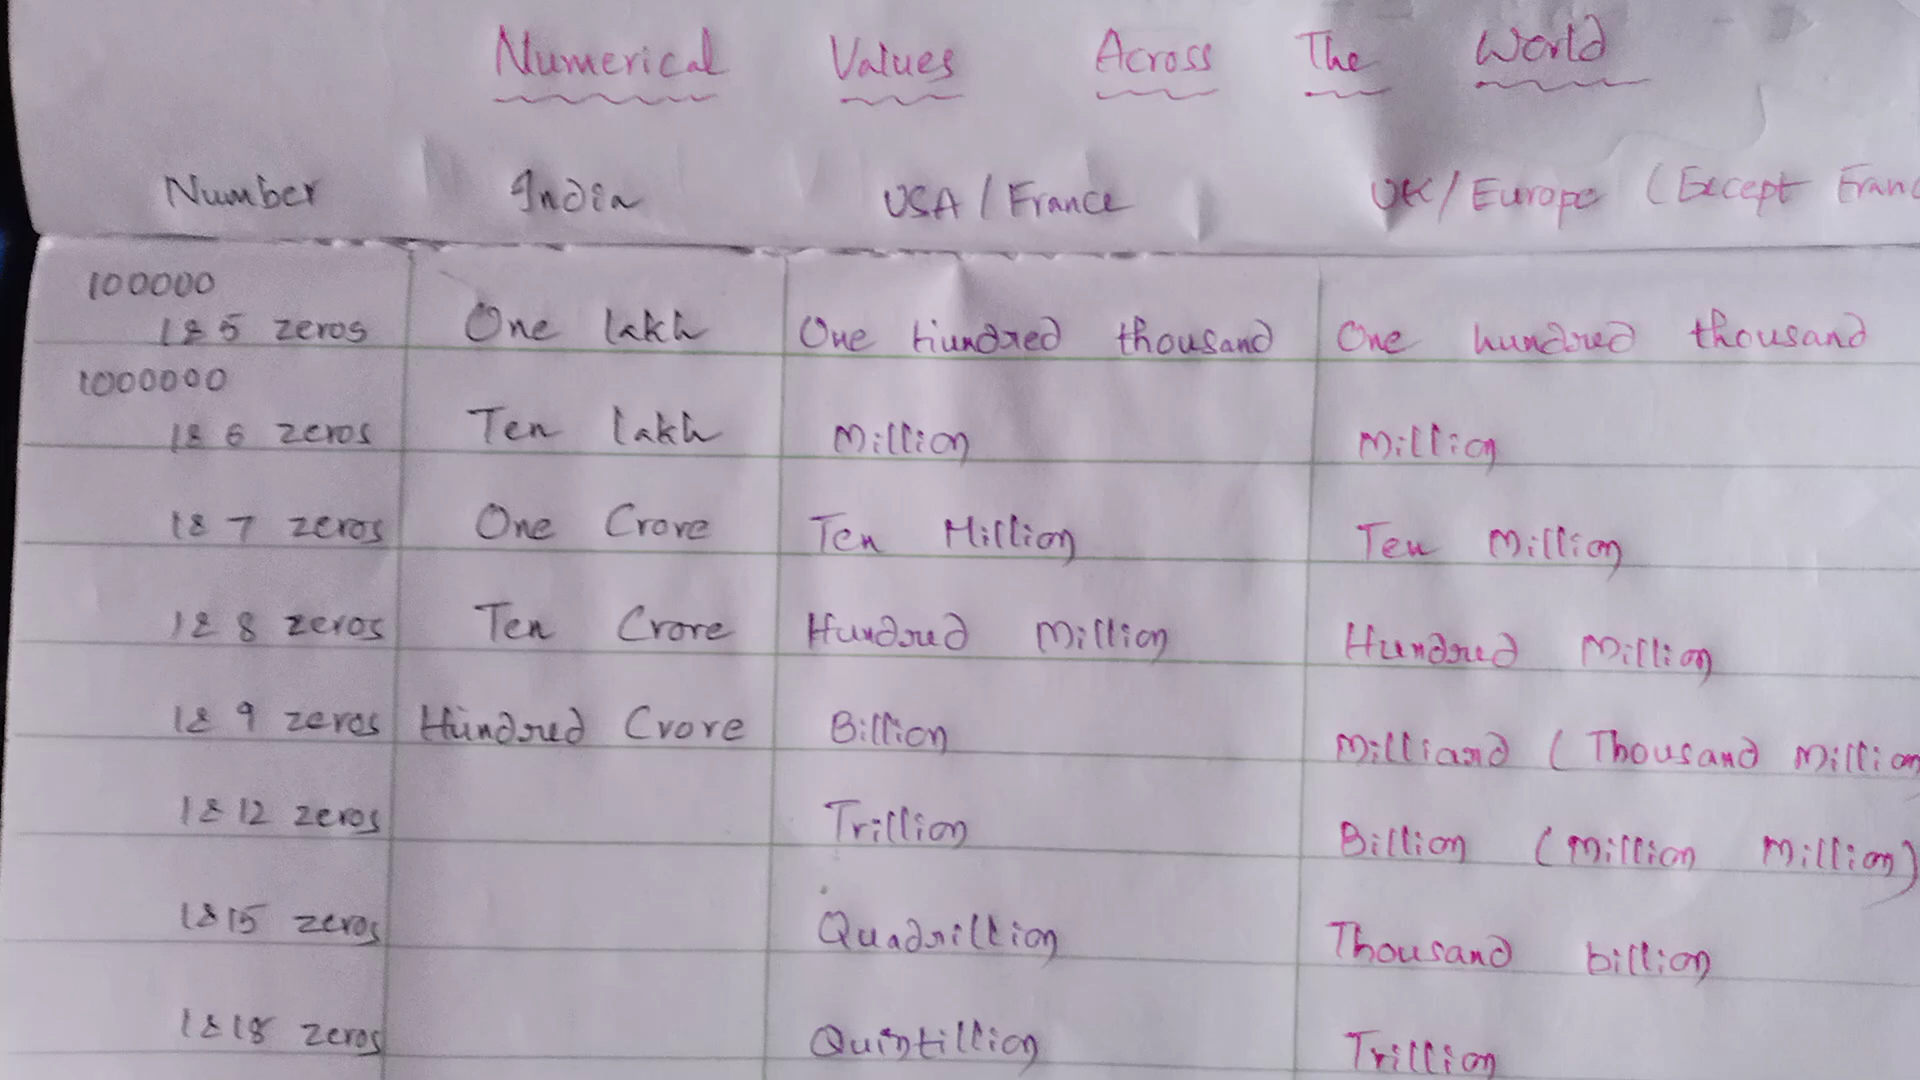 Numerical Values Across The World
Number India USA / France UK / Europe (Except Franc
100000
1 & 5 zeros One lakh One hundred thousand One hundred thousand
1000000
1 & 6 zeros Ten lakh Million Million
1 & 7 zeros One Crore Ten Million Ten Million
1 & 8 zeros Ten Crore Hundred Million Hundred Million
1 & 9 zeros Hundred Crore Billion Milliard (Thousand Million
1 & 12 zeros Trillion Billion (Million Million)
1 & 15 zeros Quadrillion Thousand billion
1 & 18 zeros Quintillion Trillion